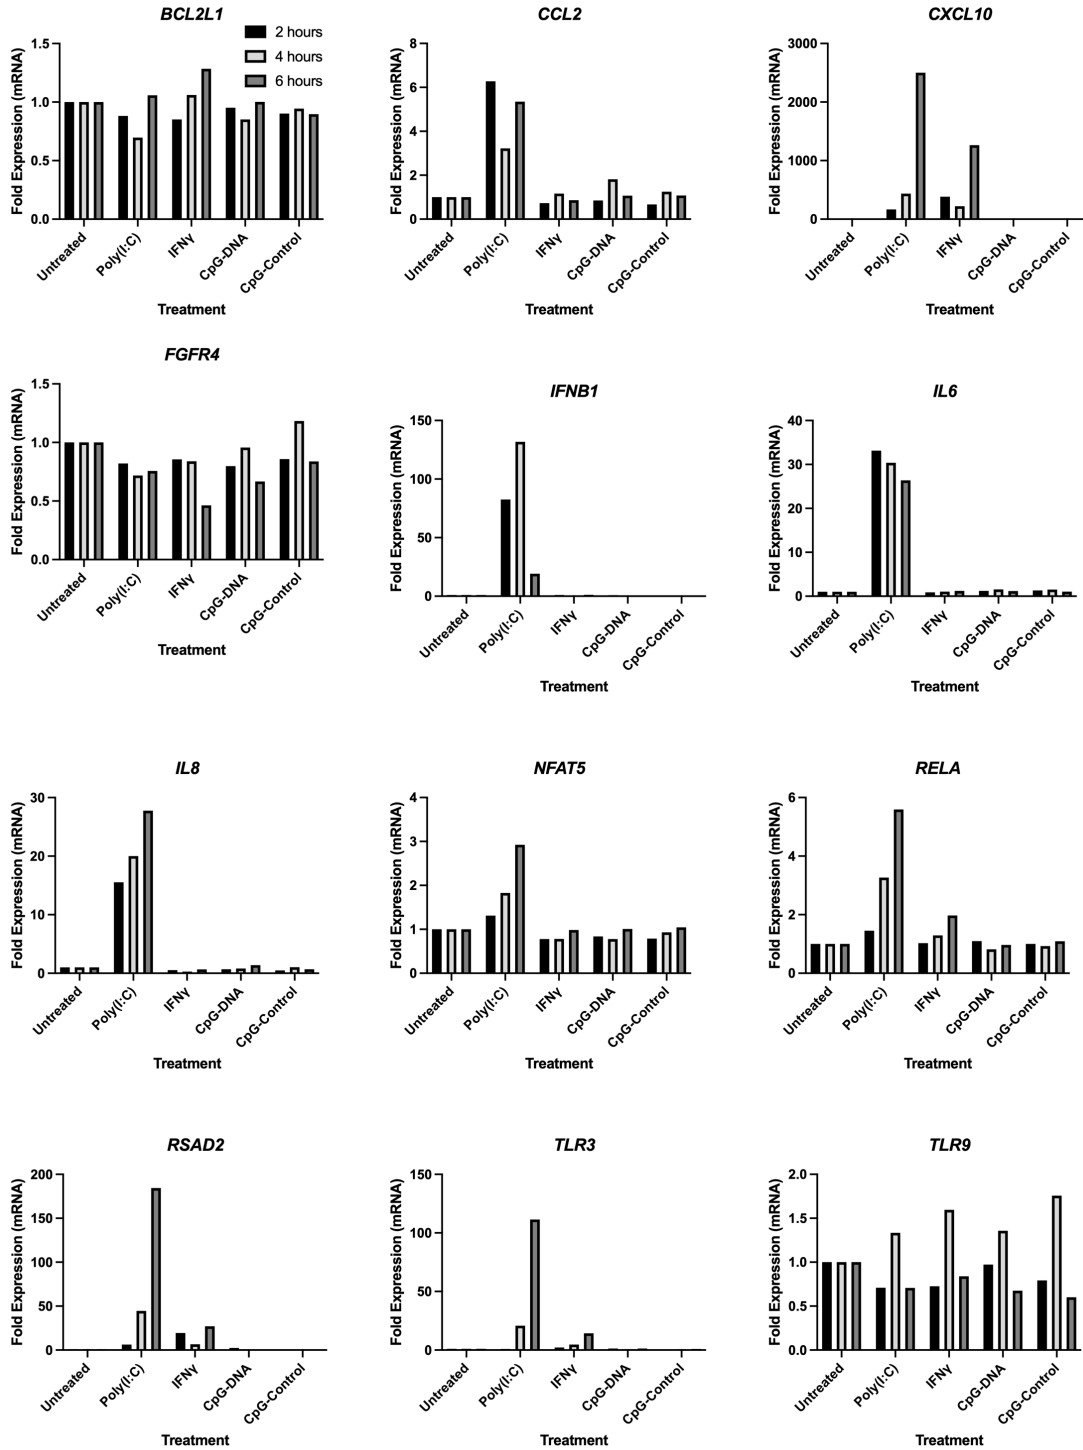 BCL2L1
2 hours
4 hours
6 hours
Fold Expression (mRNA)
1.5
1.0
0.5
0.0
Untreated
Poly(I:C)
IFNγ
CpG-DNA
CpG-Control
Treatment
CCL2
Fold Expression (mRNA)
8
6
4
2
0
Untreated
Poly(I:C)
IFNγ
CpG-DNA
CpG-Control
Treatment
CXCL10
Fold Expression (mRNA)
3000
2000
1000
0
Untreated
Poly(I:C)
IFNγ
CpG-DNA
CpG-Control
Treatment
FGFR4
Fold Expression (mRNA)
1.5
1.0
0.5
0.0
Untreated
Poly(I:C)
IFNγ
CpG-DNA
CpG-Control
Treatment
IFNB1
Fold Expression (mRNA)
150
100
50
0
Untreated
Poly(I:C)
IFNγ
CpG-DNA
CpG-Control
Treatment
IL6
Fold Expression (mRNA)
40
30
20
10
0
Untreated
Poly(I:C)
IFNγ
CpG-DNA
CpG-Control
Treatment
IL8
Fold Expression (mRNA)
30
20
10
0
Untreated
Poly(I:C)
IFNγ
CpG-DNA
CpG-Control
Treatment
NFAT5
Fold Expression (mRNA)
4
3
2
1
0
Untreated
Poly(I:C)
IFNγ
CpG-DNA
CpG-Control
Treatment
RELA
Fold Expression (mRNA)
6
4
2
0
Untreated
Poly(I:C)
IFNγ
CpG-DNA
CpG-Control
Treatment
RSAD2
Fold Expression (mRNA)
200
150
100
50
0
Untreated
Poly(I:C)
IFNγ
CpG-DNA
CpG-Control
Treatment
TLR3
Fold Expression (mRNA)
150
100
50
0
Untreated
Poly(I:C)
IFNγ
CpG-DNA
CpG-Control
Treatment
TLR9
Fold Expression (mRNA)
2.0
1.5
1.0
0.5
0.0
Untreated
Poly(I:C)
IFNγ
CpG-DNA
CpG-Control
Treatment